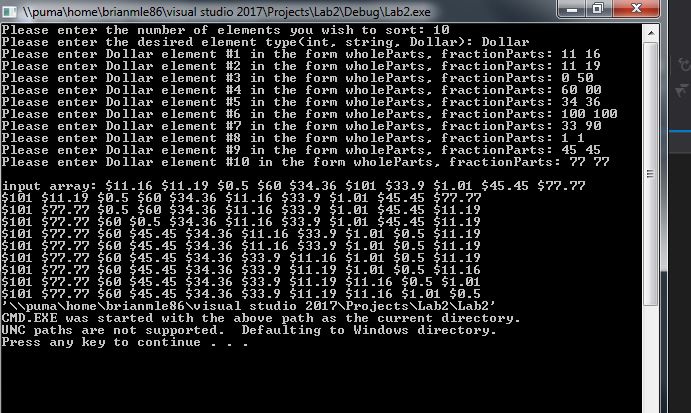 \\puma\home\brianmle86\visual studio 2017\Projects\Lab2\Debug\Lab2.exe
Please enter the number of elements you wish to sort: 10
Please enter the desired element type(int, string, Dollar): Dollar
Please enter Dollar element #1 in the form wholeParts, fractionParts: 11 16
Please enter Dollar element #2 in the form wholeParts, fractionParts: 11 19
Please enter Dollar element #3 in the form wholeParts, fractionParts: 0 50
Please enter Dollar element #4 in the form wholeParts, fractionParts: 60 00
Please enter Dollar element #5 in the form wholeParts, fractionParts: 34 36
Please enter Dollar element #6 in the form wholeParts, fractionParts: 100 100
Please enter Dollar element #7 in the form wholeParts, fractionParts: 33 90
Please enter Dollar element #8 in the form wholeParts, fractionParts: 1 1
Please enter Dollar element #9 in the form wholeParts, fractionParts: 45 45
Please enter Dollar element #10 in the form wholeParts, fractionParts: 77 77
input array: $11.16 $11.19 $0.5 $60 $34.36 $101 $33.9 $1.01 $45.45 $77.77
$101 $11.19 $0.5 $60 $34.36 $11.16 $33.9 $1.01 $45.45 $77.77
$101 $77.77 $0.5 $60 $34.36 $11.16 $33.9 $1.01 $45.45 $11.19
$101 $77.77 $60 $0.5 $34.36 $11.16 $33.9 $1.01 $45.45 $11.19
$101 $77.77 $60 $45.45 $34.36 $11.16 $33.9 $1.01 $0.5 $11.19
$101 $77.77 $60 $45.45 $34.36 $11.16 $33.9 $1.01 $0.5 $11.19
$101 $77.77 $60 $45.45 $34.36 $33.9 $11.16 $1.01 $0.5 $11.19
$101 $77.77 $60 $45.45 $34.36 $33.9 $11.19 $1.01 $0.5 $11.16
$101 $77.77 $60 $45.45 $34.36 $33.9 $11.19 $11.16 $0.5 $1.01
$101 $77.77 $60 $45.45 $34.36 $33.9 $11.19 $11.16 $1.01 $0.5
'\\puma\home\brianmle86\visual studio 2017\Projects\Lab2\Lab2'
CMD.EXE was started with the above path as the current directory.
UNC paths are not supported.  Defaulting to Windows directory.
Press any key to continue . . .